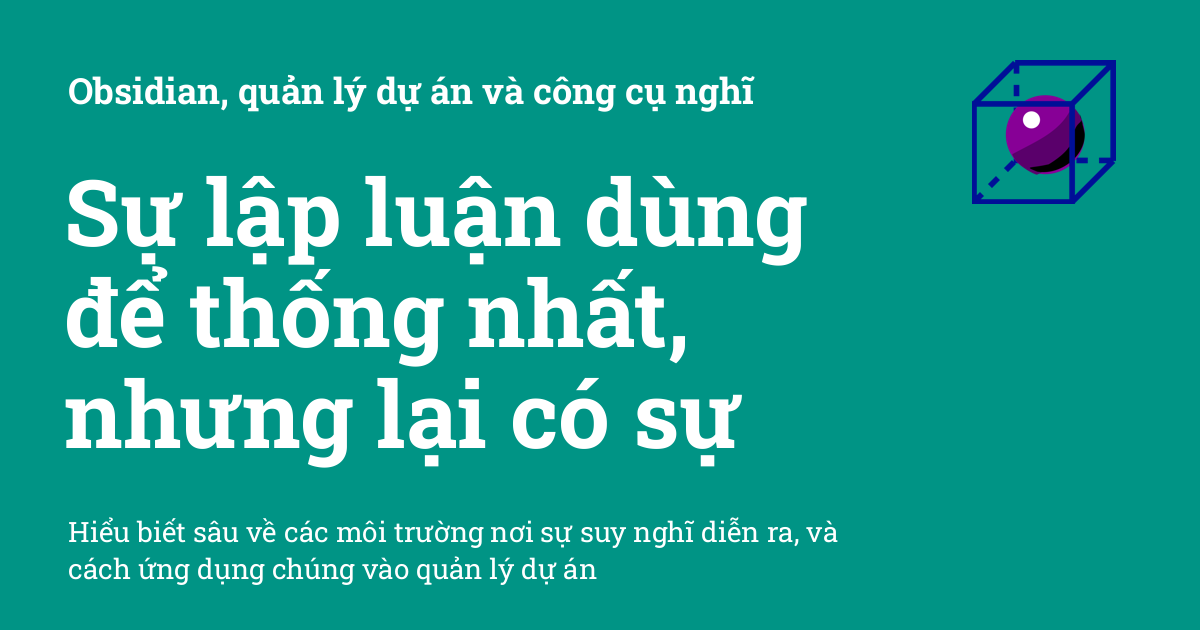 Obsidian, quản lý dự án và công cụ nghĩ
Sự lập luận dùng
để thống nhất,
nhưng lại có sự
Hiểu biết sâu về các môi trường nơi sự suy nghĩ diễn ra, và
cách ứng dụng chúng vào quản lý dự án